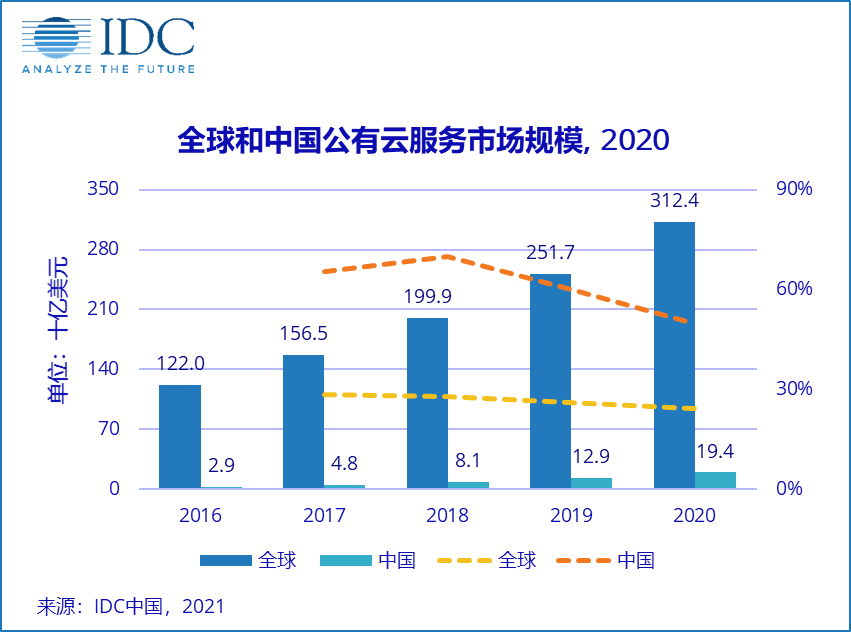 IDC
ANALYZE THE FUTURE
全球和中国公有云服务市场规模, 2020
单位：十亿美元
350
280
210
140
70
0
90%
60%
30%
0%
122.0
2.9
156.5
4.8
199.9
8.1
251.7
12.9
312.4
19.4
2016
2017
2018
2019
2020
全球
中国
全球
中国
来源：IDC中国，2021